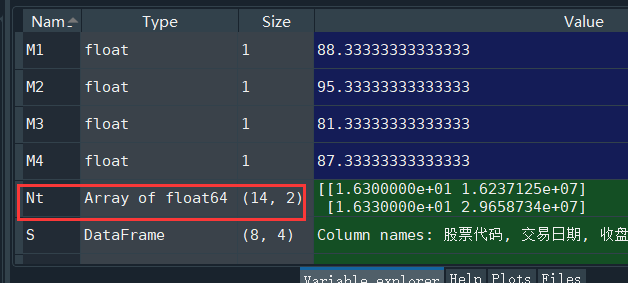 Nam Type Size Value
M1 float 1 88.33333333333333
M2 float 1 95.33333333333333
M3 float 1 81.33333333333333
M4 float 1 87.33333333333333
Nt Array of float64 (14, 2) [[1.6300000e+01 1.6237125e+07]
[1.6330000e+01 2.9658734e+07]
S DataFrame (8, 4) Column names: 股票代码, 交易日期, 收盘
Variable explorer Help Plots Files